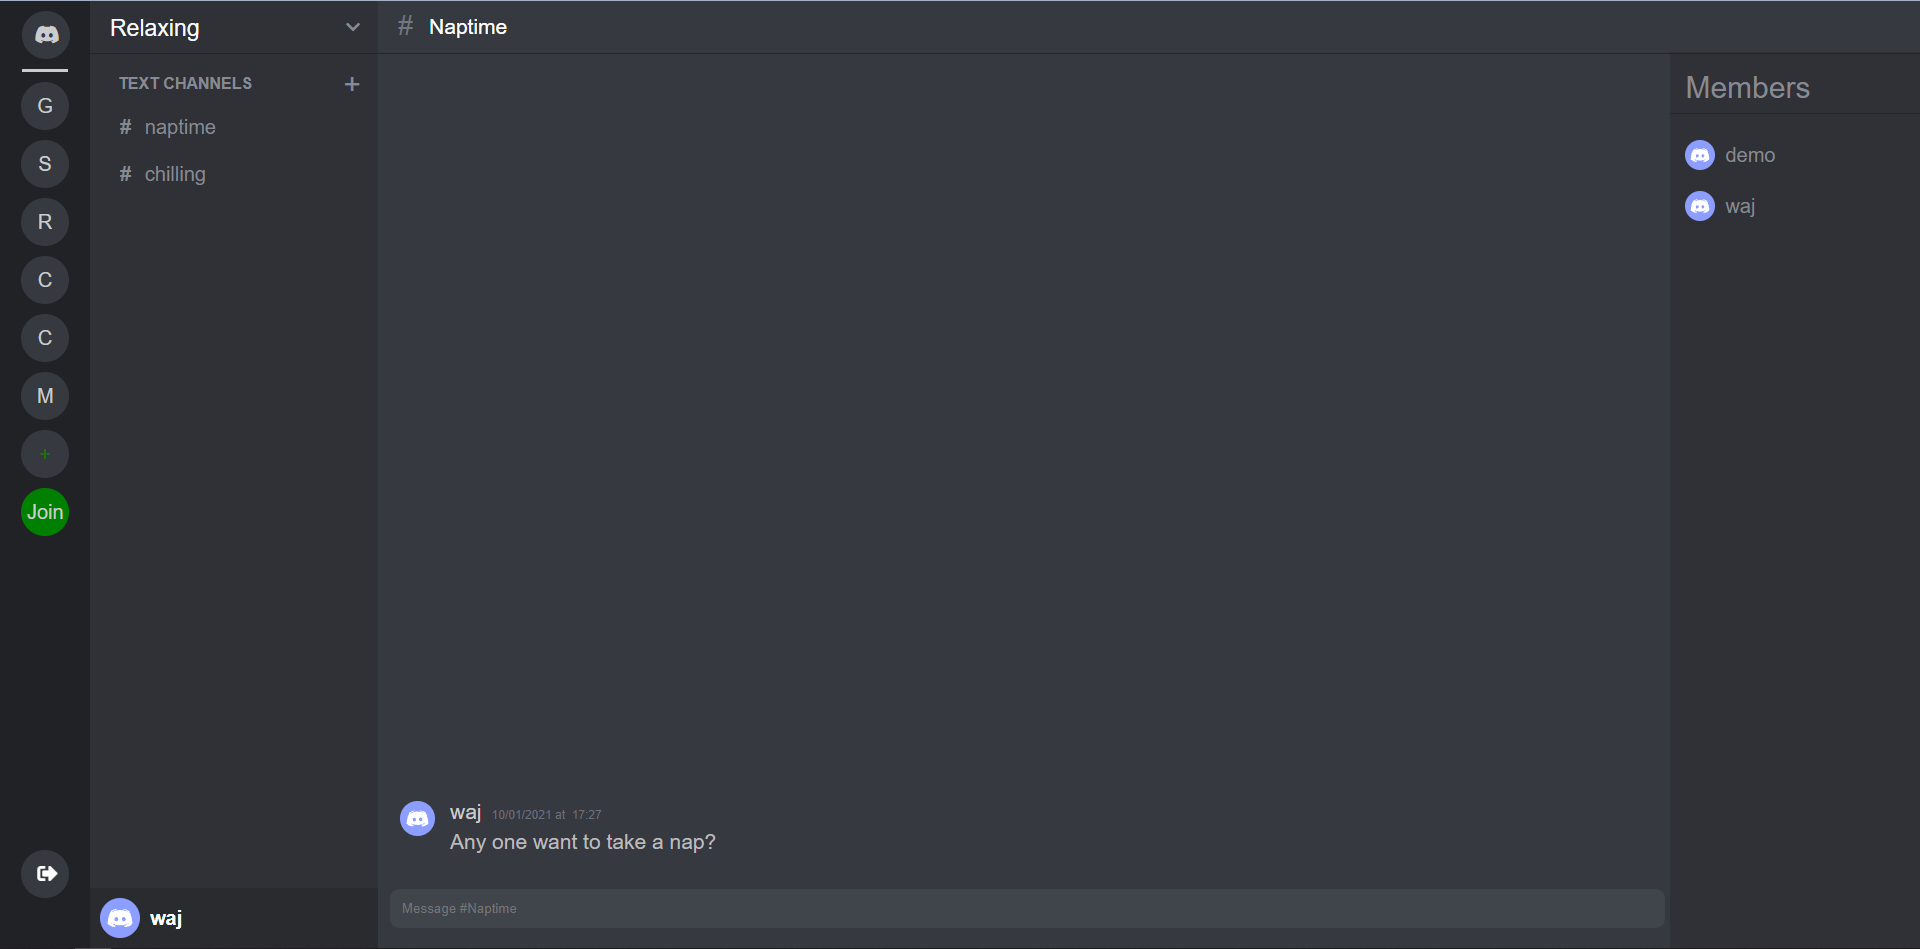 G
S
R
C
C
M
+
Join
Relaxing
TEXT CHANNELS +
# naptime
# chilling
waj
# Naptime
waj 10/01/2021 at 17:27
Any one want to take a nap?
Message #Naptime
Members
demo
waj